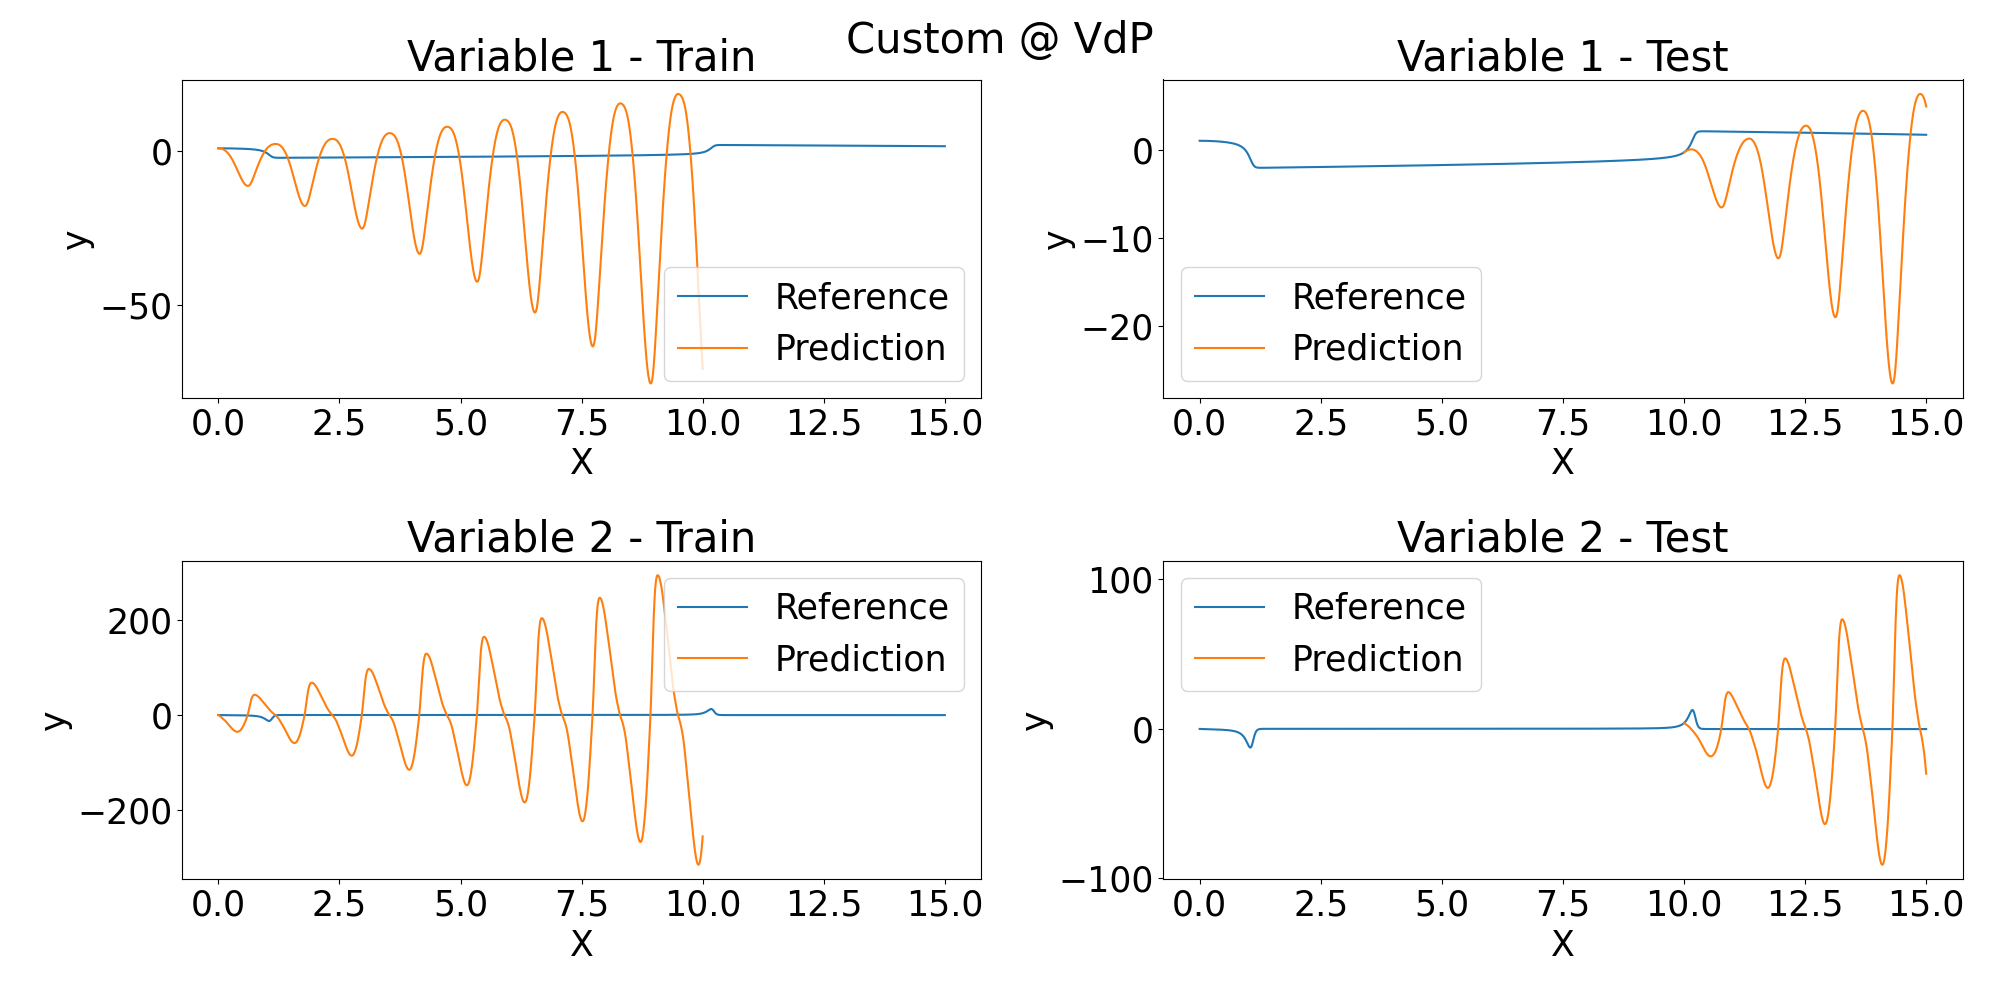 Custom @ VdP
Variable 1 - Train
0
−50
y
0.0 2.5 5.0 7.5 10.0 12.5 15.0
X
Reference
Prediction
Variable 1 - Test
0
−10
−20
y
0.0 2.5 5.0 7.5 10.0 12.5 15.0
X
Reference
Prediction
Variable 2 - Train
200
0
−200
y
0.0 2.5 5.0 7.5 10.0 12.5 15.0
X
Reference
Prediction
Variable 2 - Test
100
0
−100
y
0.0 2.5 5.0 7.5 10.0 12.5 15.0
X
Reference
Prediction